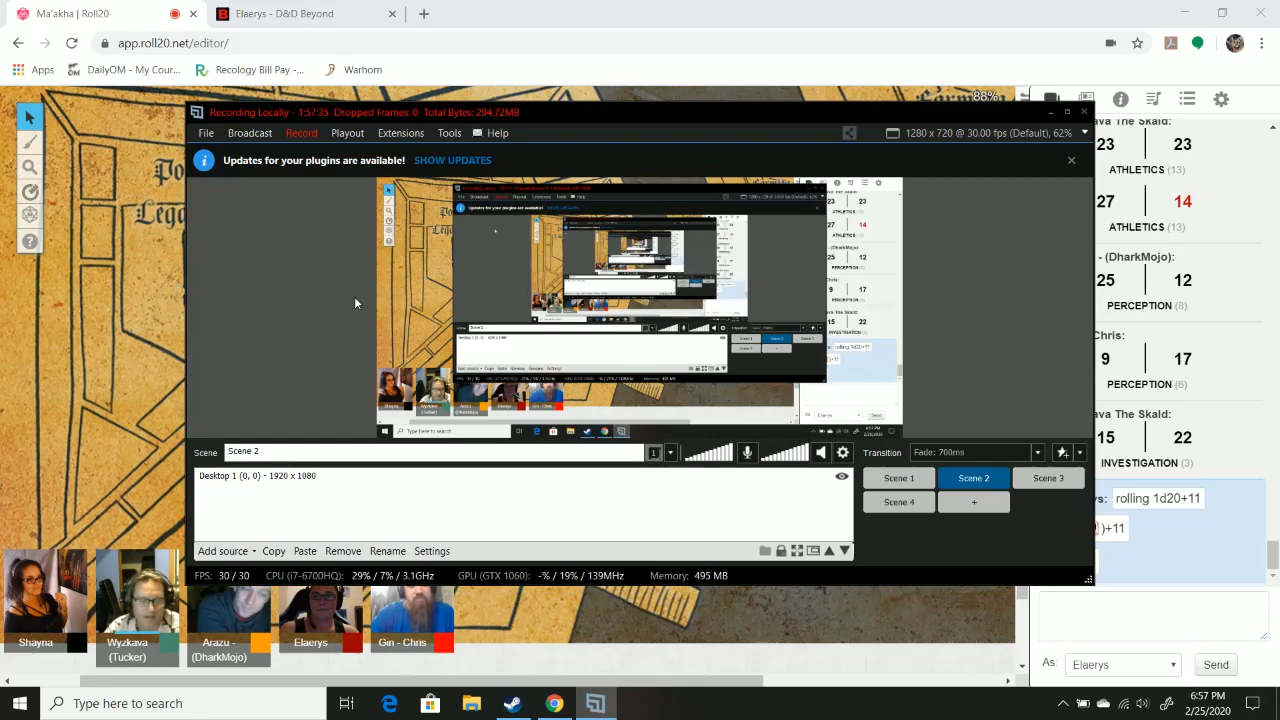 Ma'akha | Roll20
Elaerys - D&D Beyond
app.roll20.net/editor/
Apps
DailyOM - My Cour...
Recology Bill Pay -...
Warhorn
88%
Recording Locally - 1:57:35 Dropped Frames: 0 Total Bytes: 294.72MB
File Broadcast Record Playout Extensions Tools Help
1280 x 720 @ 30.00 fps (Default), 62%
Updates for your plugins are available! SHOW UPDATES
ava The Skald:
23 23
ATHLETICS (13)
27 14
ATHLETICS (13)
- (DharkMojo):
25 12
PERCEPTION (8)
Chris:
9 17
PERCEPTION (6)
ava The Skald:
15 22
INVESTIGATION (3)
ys: rolling 1d20+11
)+11
As: Elaerys Send
Scene Scene 2
1
Desktop 1 (0, 0) - 1920 x 1080
Add source Copy Paste Remove Rename Settings
Transition Fade: 700ms
Scene 1 Scene 2 Scene 3
Scene 4 +
FPS: 30 / 30 CPU (i7-6700HQ): 29% / 7% / 3.1GHz GPU (GTX 1060): -% / 19% / 139MHz Memory: 495 MB
Shayna
Wyzkava (Tucker)
Arazu - (DharkMojo)
Elaerys
Gin - Chris
Type here to search
6:57 PM
2/25/2020